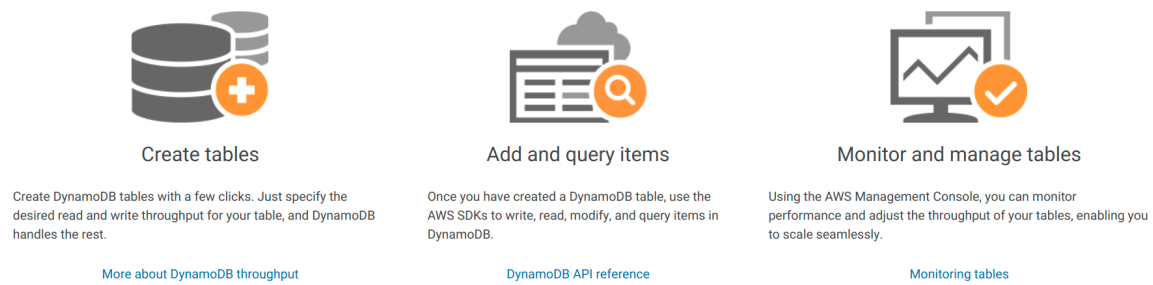 Create tables
Create DynamoDB tables with a few clicks. Just specify the
desired read and write throughput for your table, and DynamoDB
handles the rest.
More about DynamoDB throughput
Add and query items
Once you have created a DynamoDB table, use the
AWS SDKs to write, read, modify, and query items in
DynamoDB.
DynamoDB API reference
Monitor and manage tables
Using the AWS Management Console, you can monitor
performance and adjust the throughput of your tables, enabling you
to scale seamlessly.
Monitoring tables